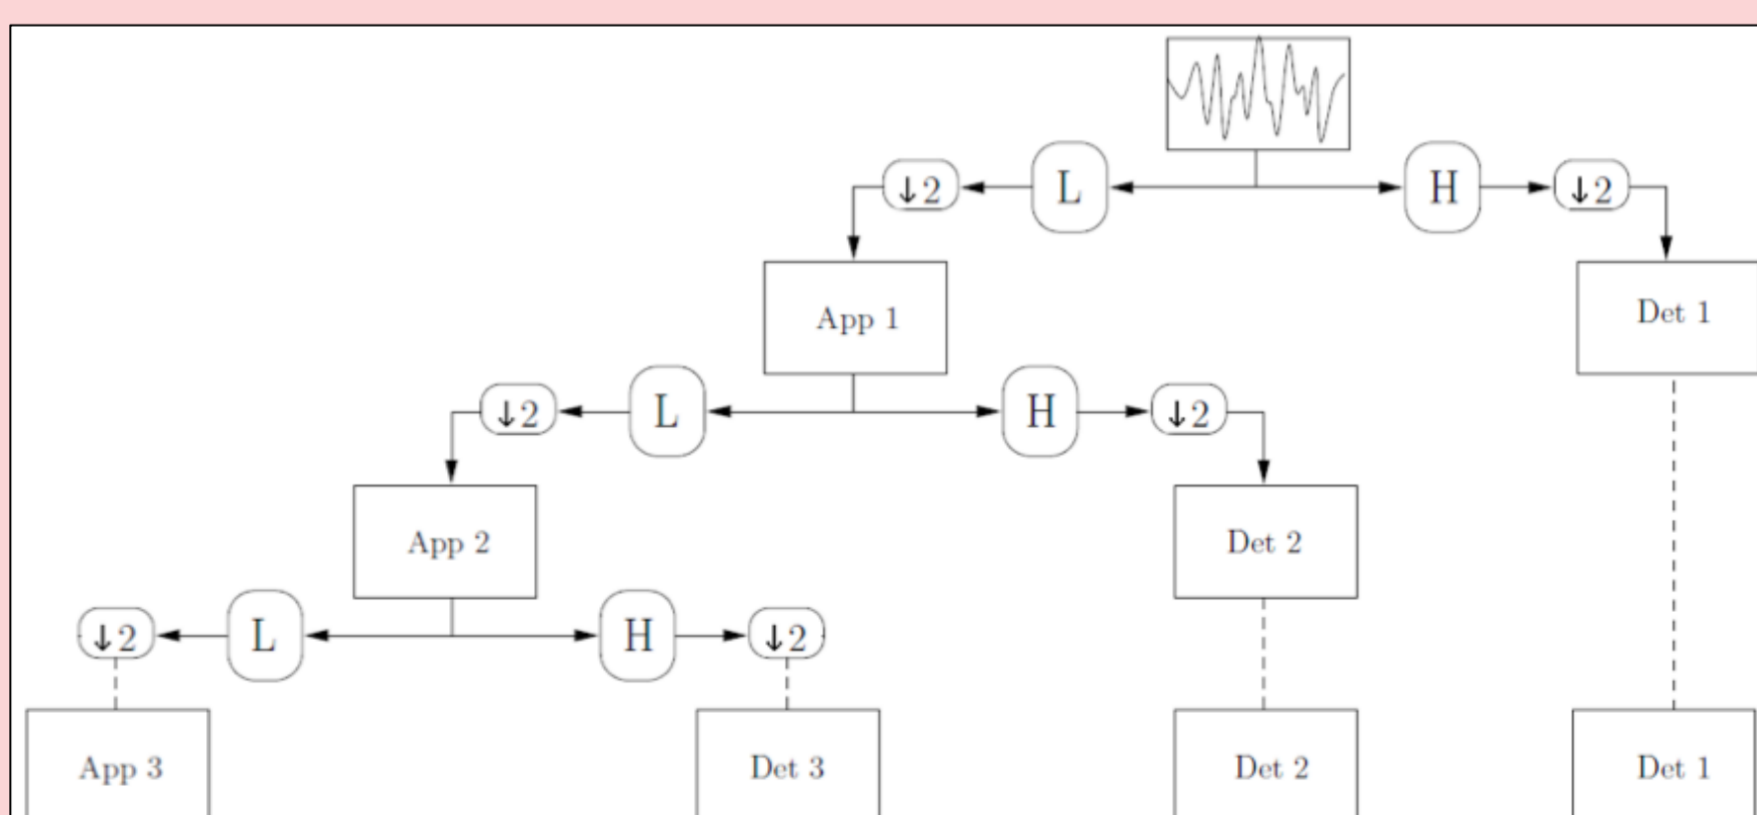 ↓2 L H ↓2
App 1 Det 1
↓2 L H ↓2
App 2 Det 2
↓2 L H ↓2
App 3 Det 3 Det 2 Det 1